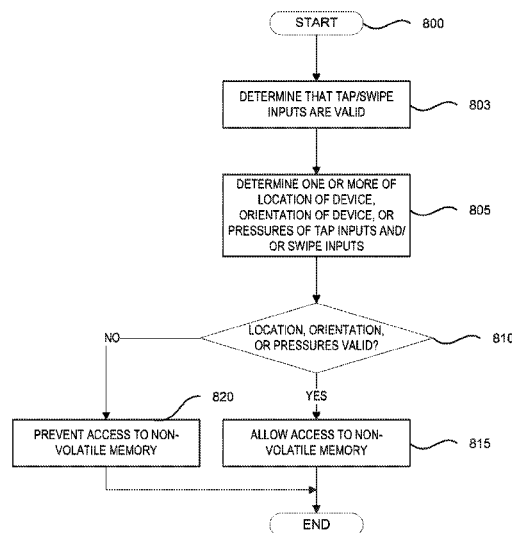 START
800
DETERMINE THAT TAP/SWIPE
INPUTS ARE VALID
803
DETERMINE ONE OR MORE OF
LOCATION OF DEVICE,
ORIENTATION OF DEVICE, OR
PRESSURES OF TAP INPUTS AND/
OR SWIPE INPUTS
805
LOCATION, ORIENTATION,
OR PRESSURES VALID?
810
NO
YES
820
PREVENT ACCESS TO NON-
VOLATILE MEMORY
ALLOW ACCESS TO NON-
VOLATILE MEMORY
815
END